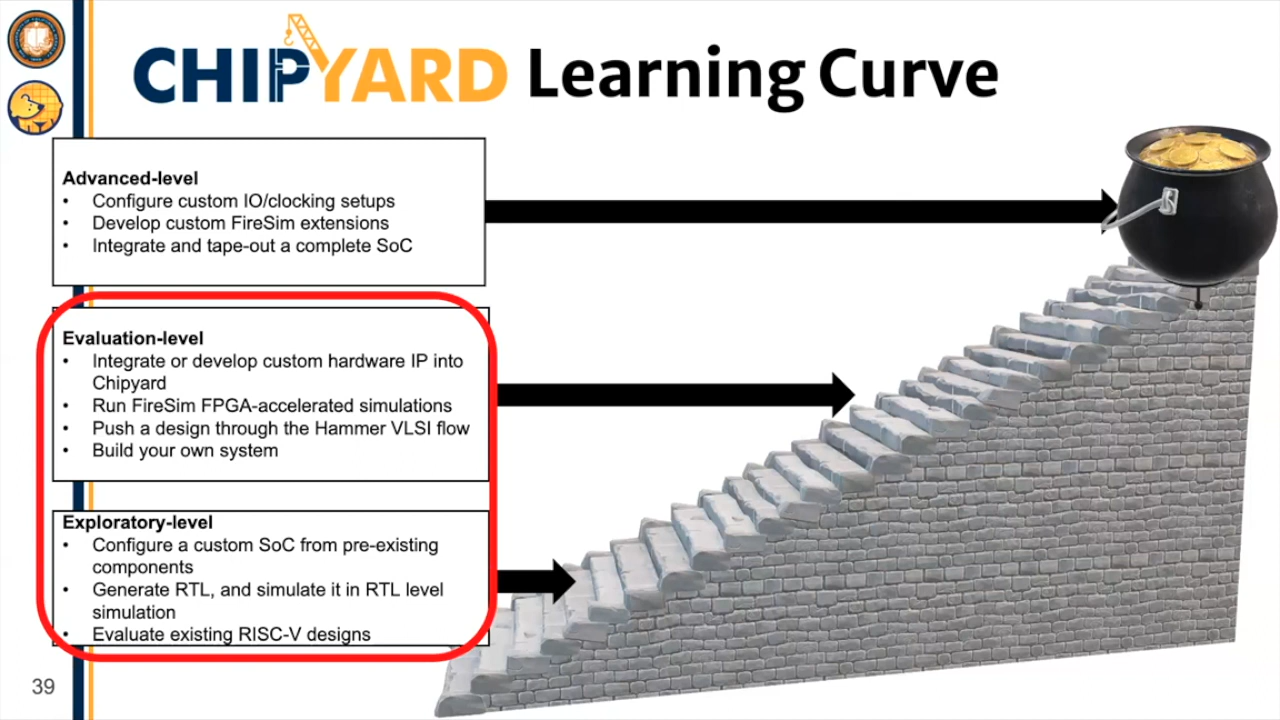 CHIPYARD Learning Curve
Advanced-level
• Configure custom IO/clocking setups
• Develop custom FireSim extensions
• Integrate and tape-out a complete SoC
Evaluation-level
• Integrate or develop custom hardware IP into
Chipyard
• Run FireSim FPGA-accelerated simulations
• Push a design through the Hammer VLSI flow
• Build your own system
Exploratory-level
• Configure a custom SoC from pre-existing
components
• Generate RTL, and simulate it in RTL level
simulation
• Evaluate existing RISC-V designs
39